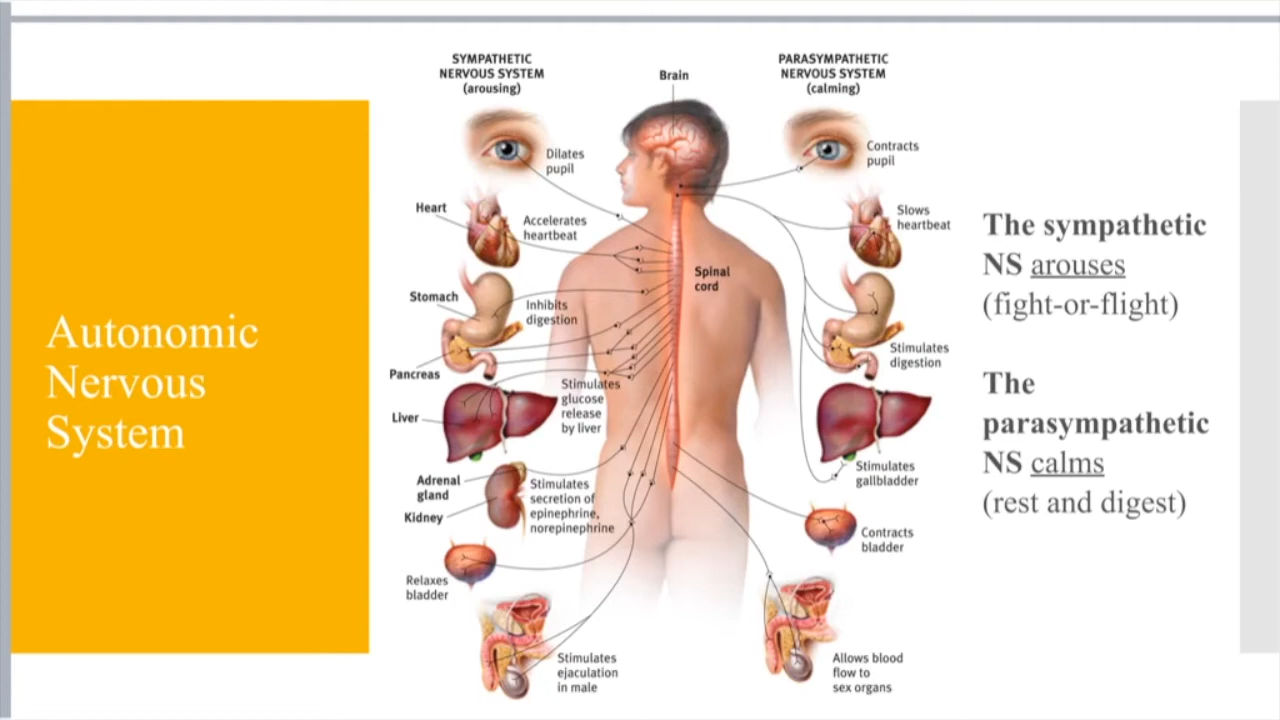 Autonomic
Nervous
System
SYMPATHETIC
NERVOUS SYSTEM
(arousing)
Brain
PARASYMPATHETIC
NERVOUS SYSTEM
(calming)
Dilates
pupil
Heart
Accelerates
heartbeat
Stomach
Inhibits
digestion
Pancreas
Liver
Stimulates
glucose
release
by liver
Adrenal
gland
Kidney
Stimulates
secretion of
epinephrine,
norepinephrine
Relaxes
bladder
Stimulates
ejaculation
in male
Spinal
cord
Contracts
pupil
Slows
heartbeat
Stimulates
digestion
Stimulates
gallbladder
Contracts
bladder
Allows blood
flow to
sex organs
The sympathetic
NS arouses
(fight-or-flight)
The
parasympathetic
NS calms
(rest and digest)